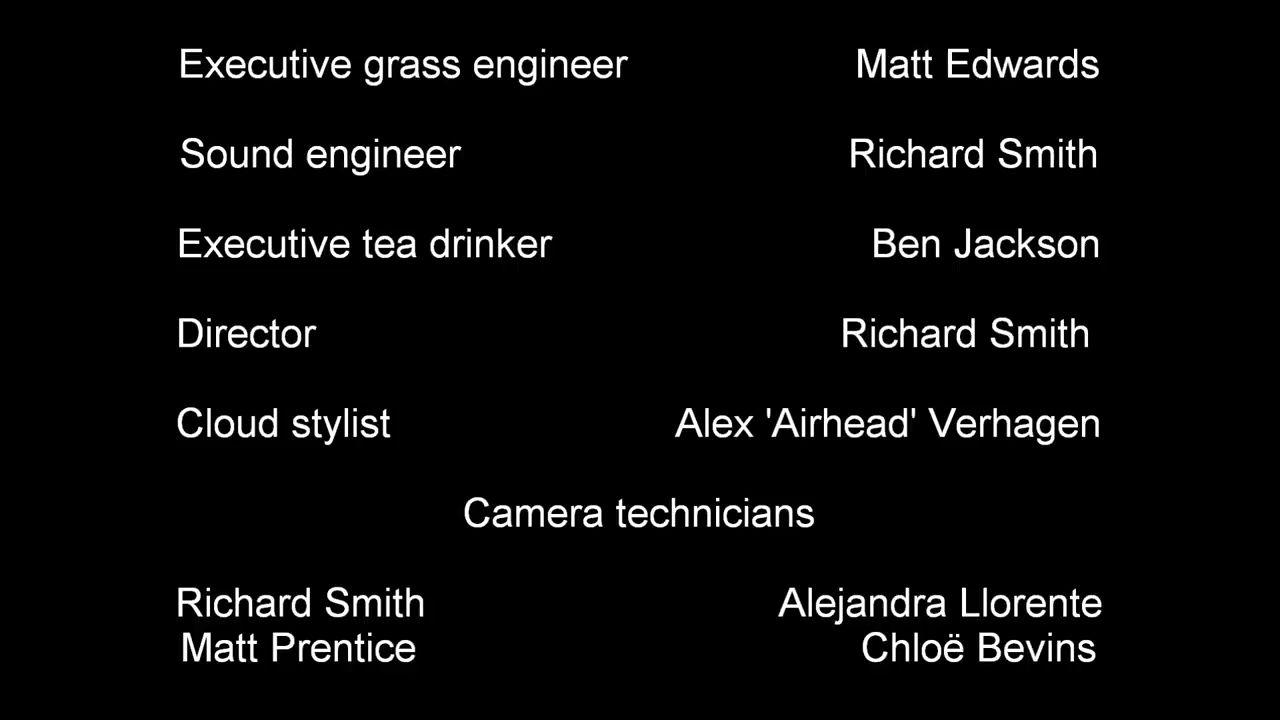 Executive grass engineer Matt Edwards
Sound engineer Richard Smith
Executive tea drinker Ben Jackson
Director Richard Smith
Cloud stylist Alex 'Airhead' Verhagen
Camera technicians
Richard Smith Alejandra Llorente
Matt Prentice Chloë Bevins